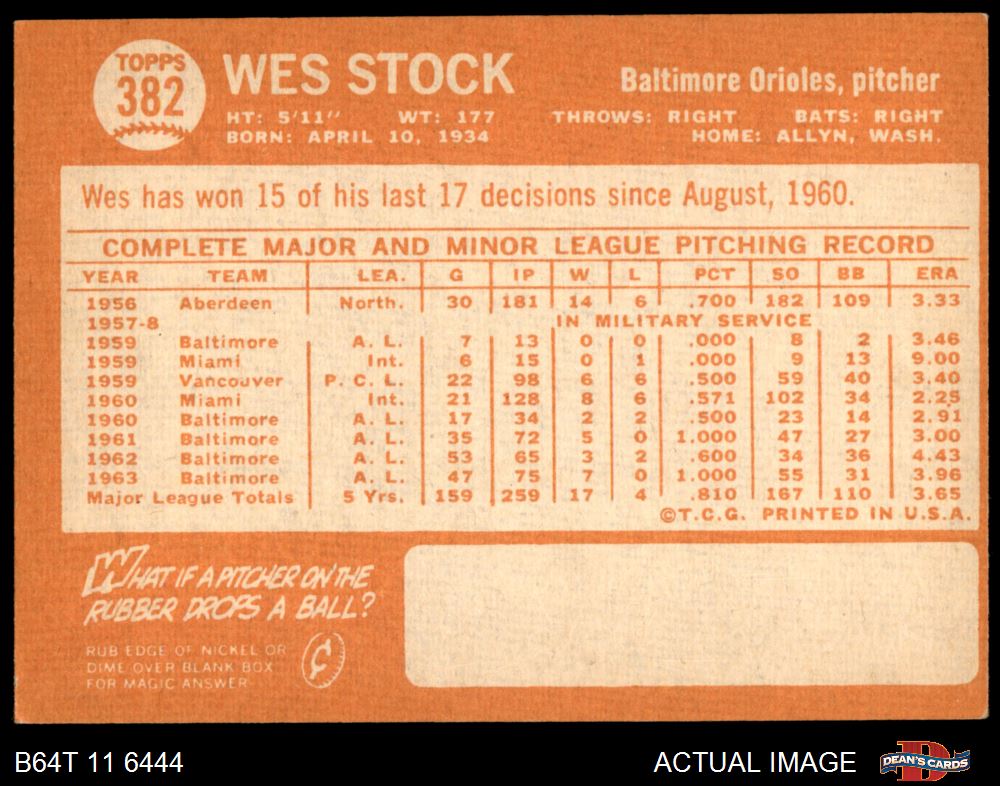 TOPPS
382
WES STOCK
Baltimore Orioles, pitcher
HT: 5'11" WT: 177 THROWS: RIGHT BATS: RIGHT
BORN: APRIL 10, 1934 HOME: ALLYN, WASH.
Wes has won 15 of his last 17 decisions since August, 1960.
COMPLETE MAJOR AND MINOR LEAGUE PITCHING RECORD
YEAR TEAM LEA. G IP W L PCT SO BB ERA
1956 Aberdeen North. 30 181 14 6 .700 182 109 3.33
1957-8 IN MILITARY SERVICE
1959 Baltimore A. L. 7 13 0 0 .000 8 2 3.46
1959 Miami Int. 6 15 0 1 .000 9 13 9.00
1959 Vancouver P. C. L. 22 98 6 6 .500 59 40 3.40
1960 Miami Int. 21 128 8 6 .571 102 34 2.25
1960 Baltimore A. L. 17 34 2 2 .500 23 14 2.91
1961 Baltimore A. L. 35 72 5 0 1.000 47 27 3.00
1962 Baltimore A. L. 53 65 3 2 .600 34 36 4.43
1963 Baltimore A. L. 47 75 7 0 1.000 55 31 3.96
Major League Totals 5 Yrs. 159 259 17 4 .810 167 110 3.65
©T.C.G. PRINTED IN U.S.A.
WHAT IF A PITCHER ON THE
RUBBER DROPS A BALL?
RUB EDGE OF NICKEL OR
DIME OVER BLANK BOX
FOR MAGIC ANSWER
¢
B64T 11 6444
ACTUAL IMAGE
DEAN'S CARDS